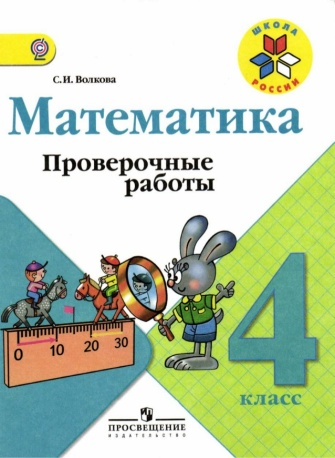 ШКОЛА
РОССИИ
С.И. Волкова
Математика
Проверочные
работы
0 10 20 30
4
класс
ПРОСВЕЩЕНИЕ
ИЗДАТЕЛЬСТВО